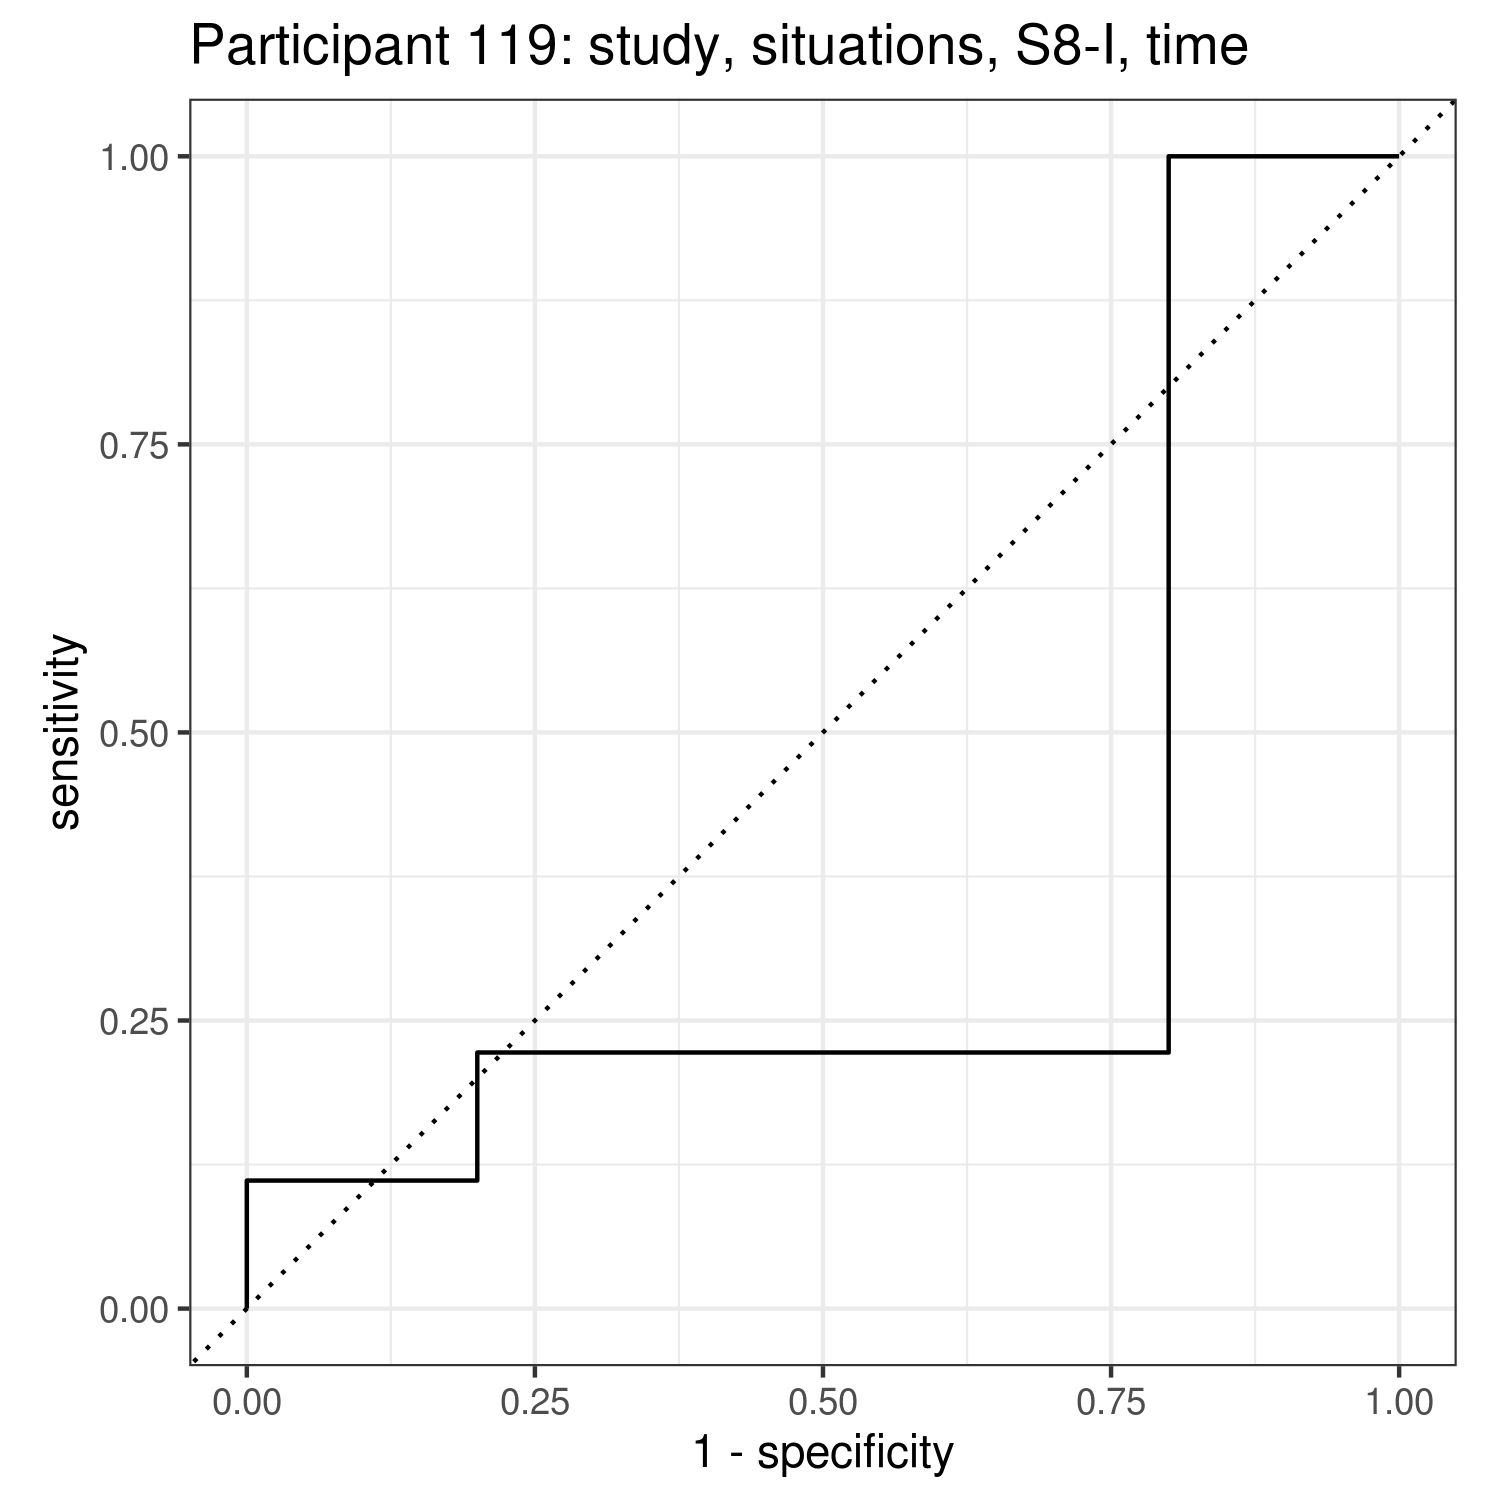 Participant 119: study, situations, S8-I, time
1.00
0.75
0.50
0.25
0.00
sensitivity
0.00 0.25 0.50 0.75 1.00
1 - specificity